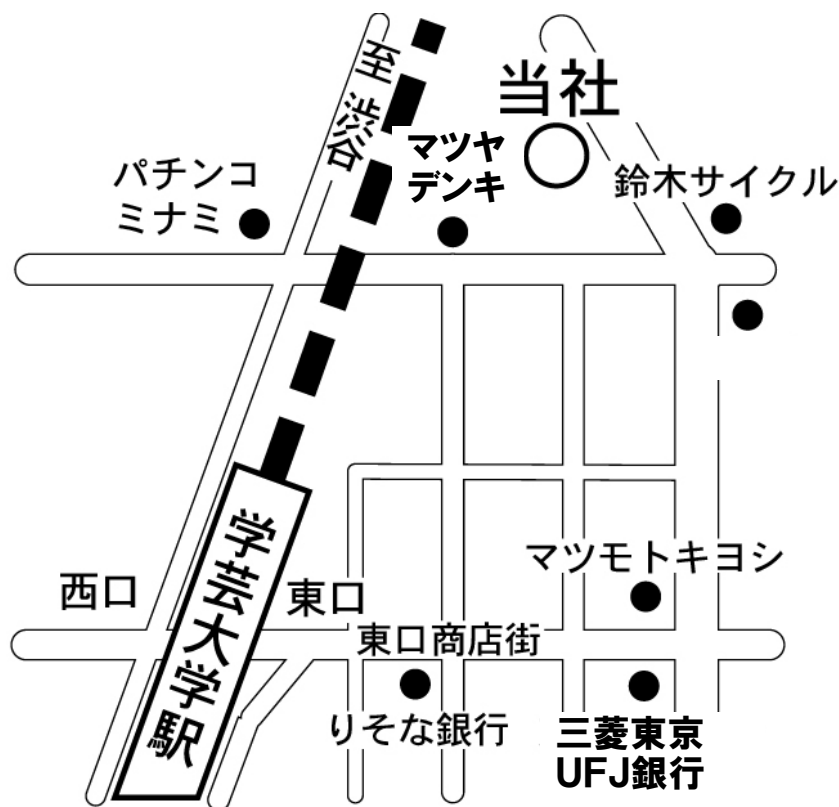 至 渋谷
当社
マツヤ
デンキ
パチンコ
ミナミ
鈴木サイクル
学芸大学駅
西口
東口
マツモトキヨシ
東口商店街
りそな銀行
三菱東京
UFJ銀行